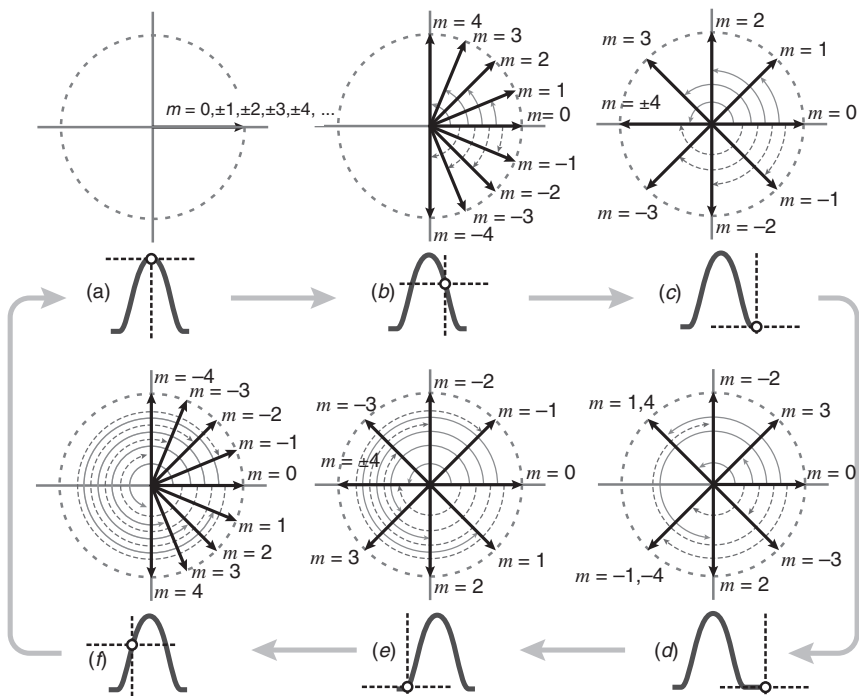 m = 0,±1,±2,±3,±4, ...
(a)
m = 4
m = 3
m = 2
m = 1
m= 0
m = –1
m = –2
m = –3
m = –4
(b)
m = 2
m = 3
m = 1
m = ±4
m = 0
m = –3
m = –1
m = –2
(c)
m = –4
m = –3
m = –2
m = –1
m = 0
m = 1
m = 2
m = 3
m = 4
(f)
m = –2
m = –3
m = –1
m = ±4
m = 0
m = 3
m = 1
m = 2
(e)
m = –2
m = 1,4
m = 3
m = 0
m = –1,–4
m = –3
m = 2
(d)